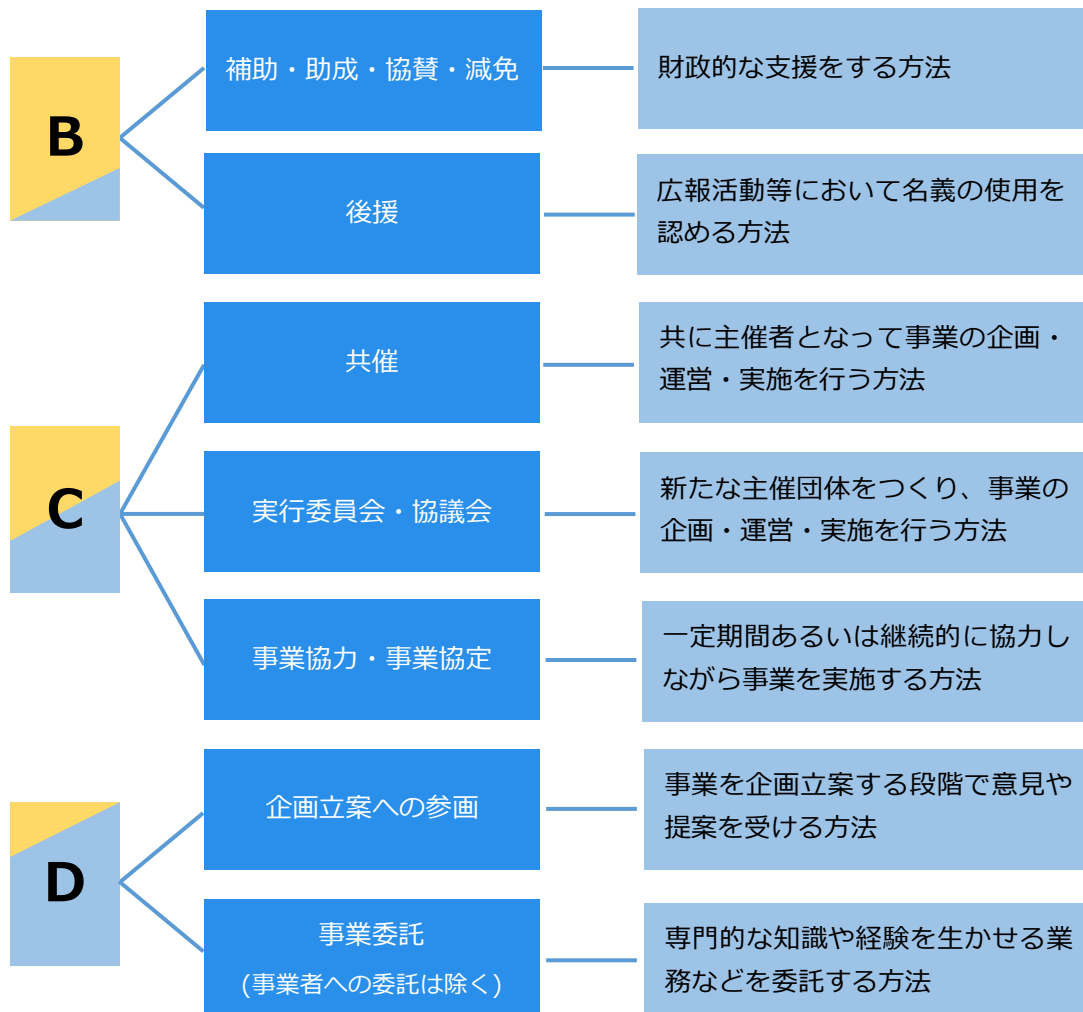 B
補助・助成・協賛・減免
財政的な支援をする方法
後援
広報活動等において名義の使用を
認める方法
C
共催
共に主催者となって事業の企画・
運営・実施を行う方法
実行委員会・協議会
新たな主催団体をつくり、事業の
企画・運営・実施を行う方法
事業協力・事業協定
一定期間あるいは継続的に協力し
ながら事業を実施する方法
D
企画立案への参画
事業を企画立案する段階で意見や
提案を受ける方法
事業委託
(事業者への委託は除く)
専門的な知識や経験を生かせる業
務などを委託する方法